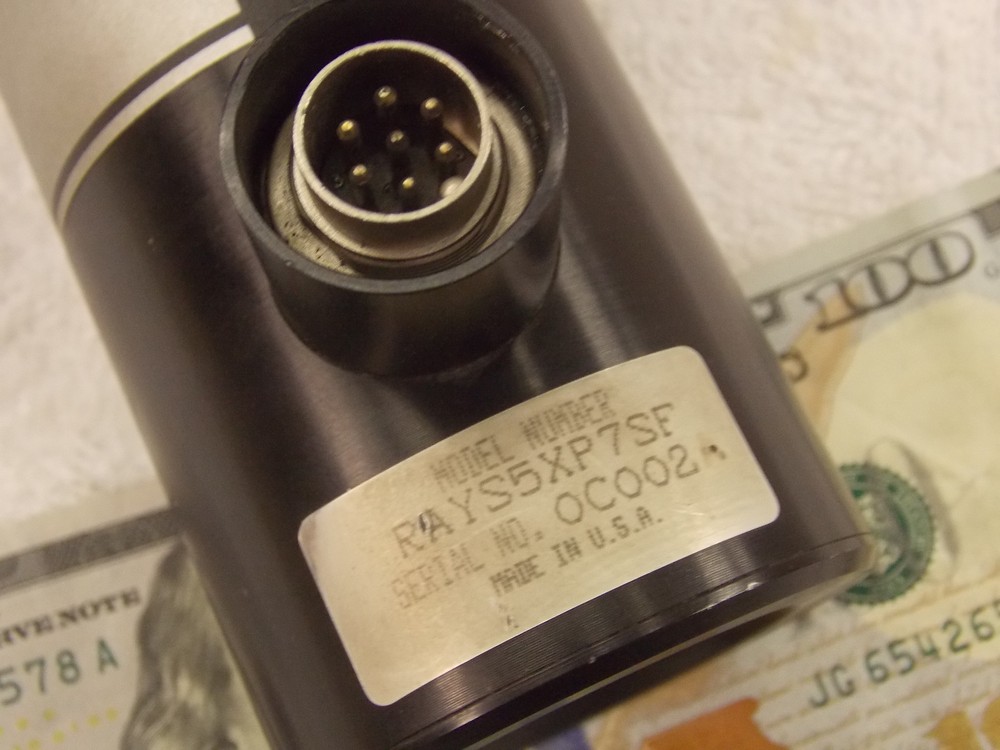 MODEL NUMBER
RAYS5XP7SF
SERIAL NO. 0C002
MADE IN U.S.A.
100
RVE NOTE
578 A
JG 65426